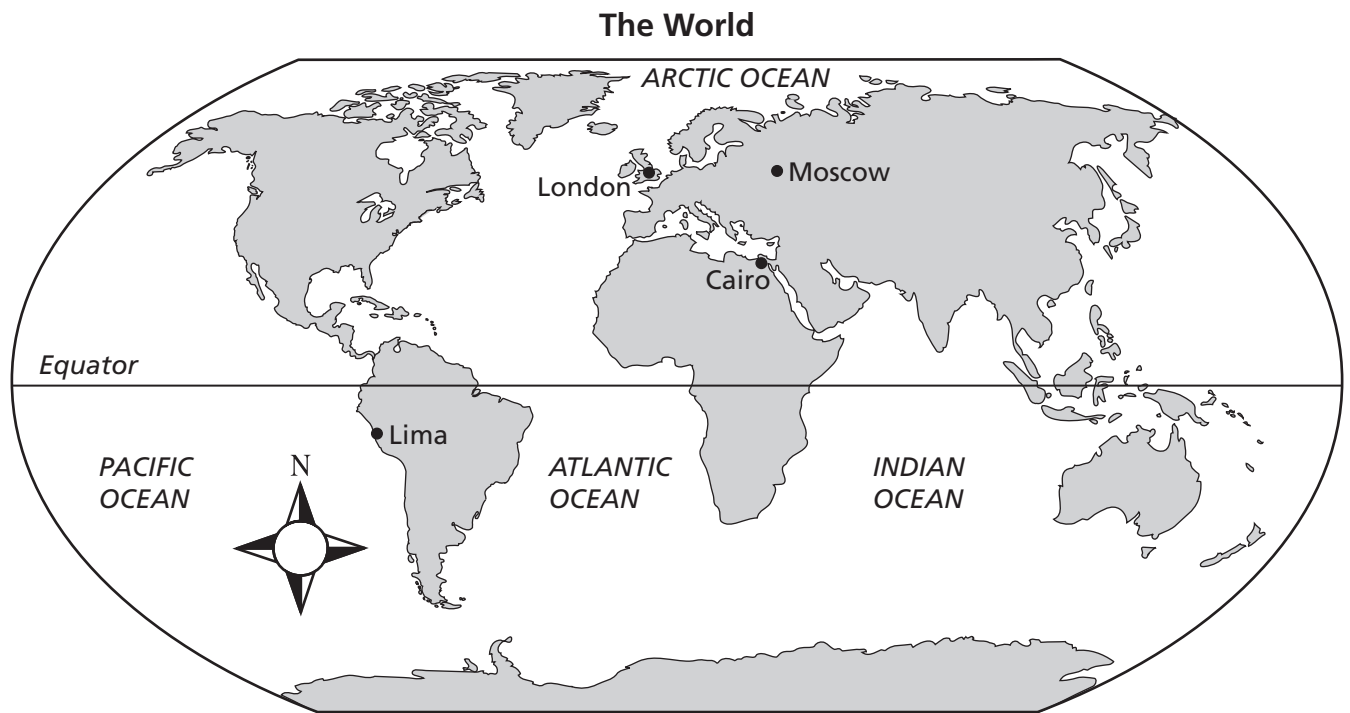 The World
ARCTIC OCEAN
London
Moscow
Cairo
Equator
Lima
PACIFIC
OCEAN
N
ATLANTIC
OCEAN
INDIAN
OCEAN